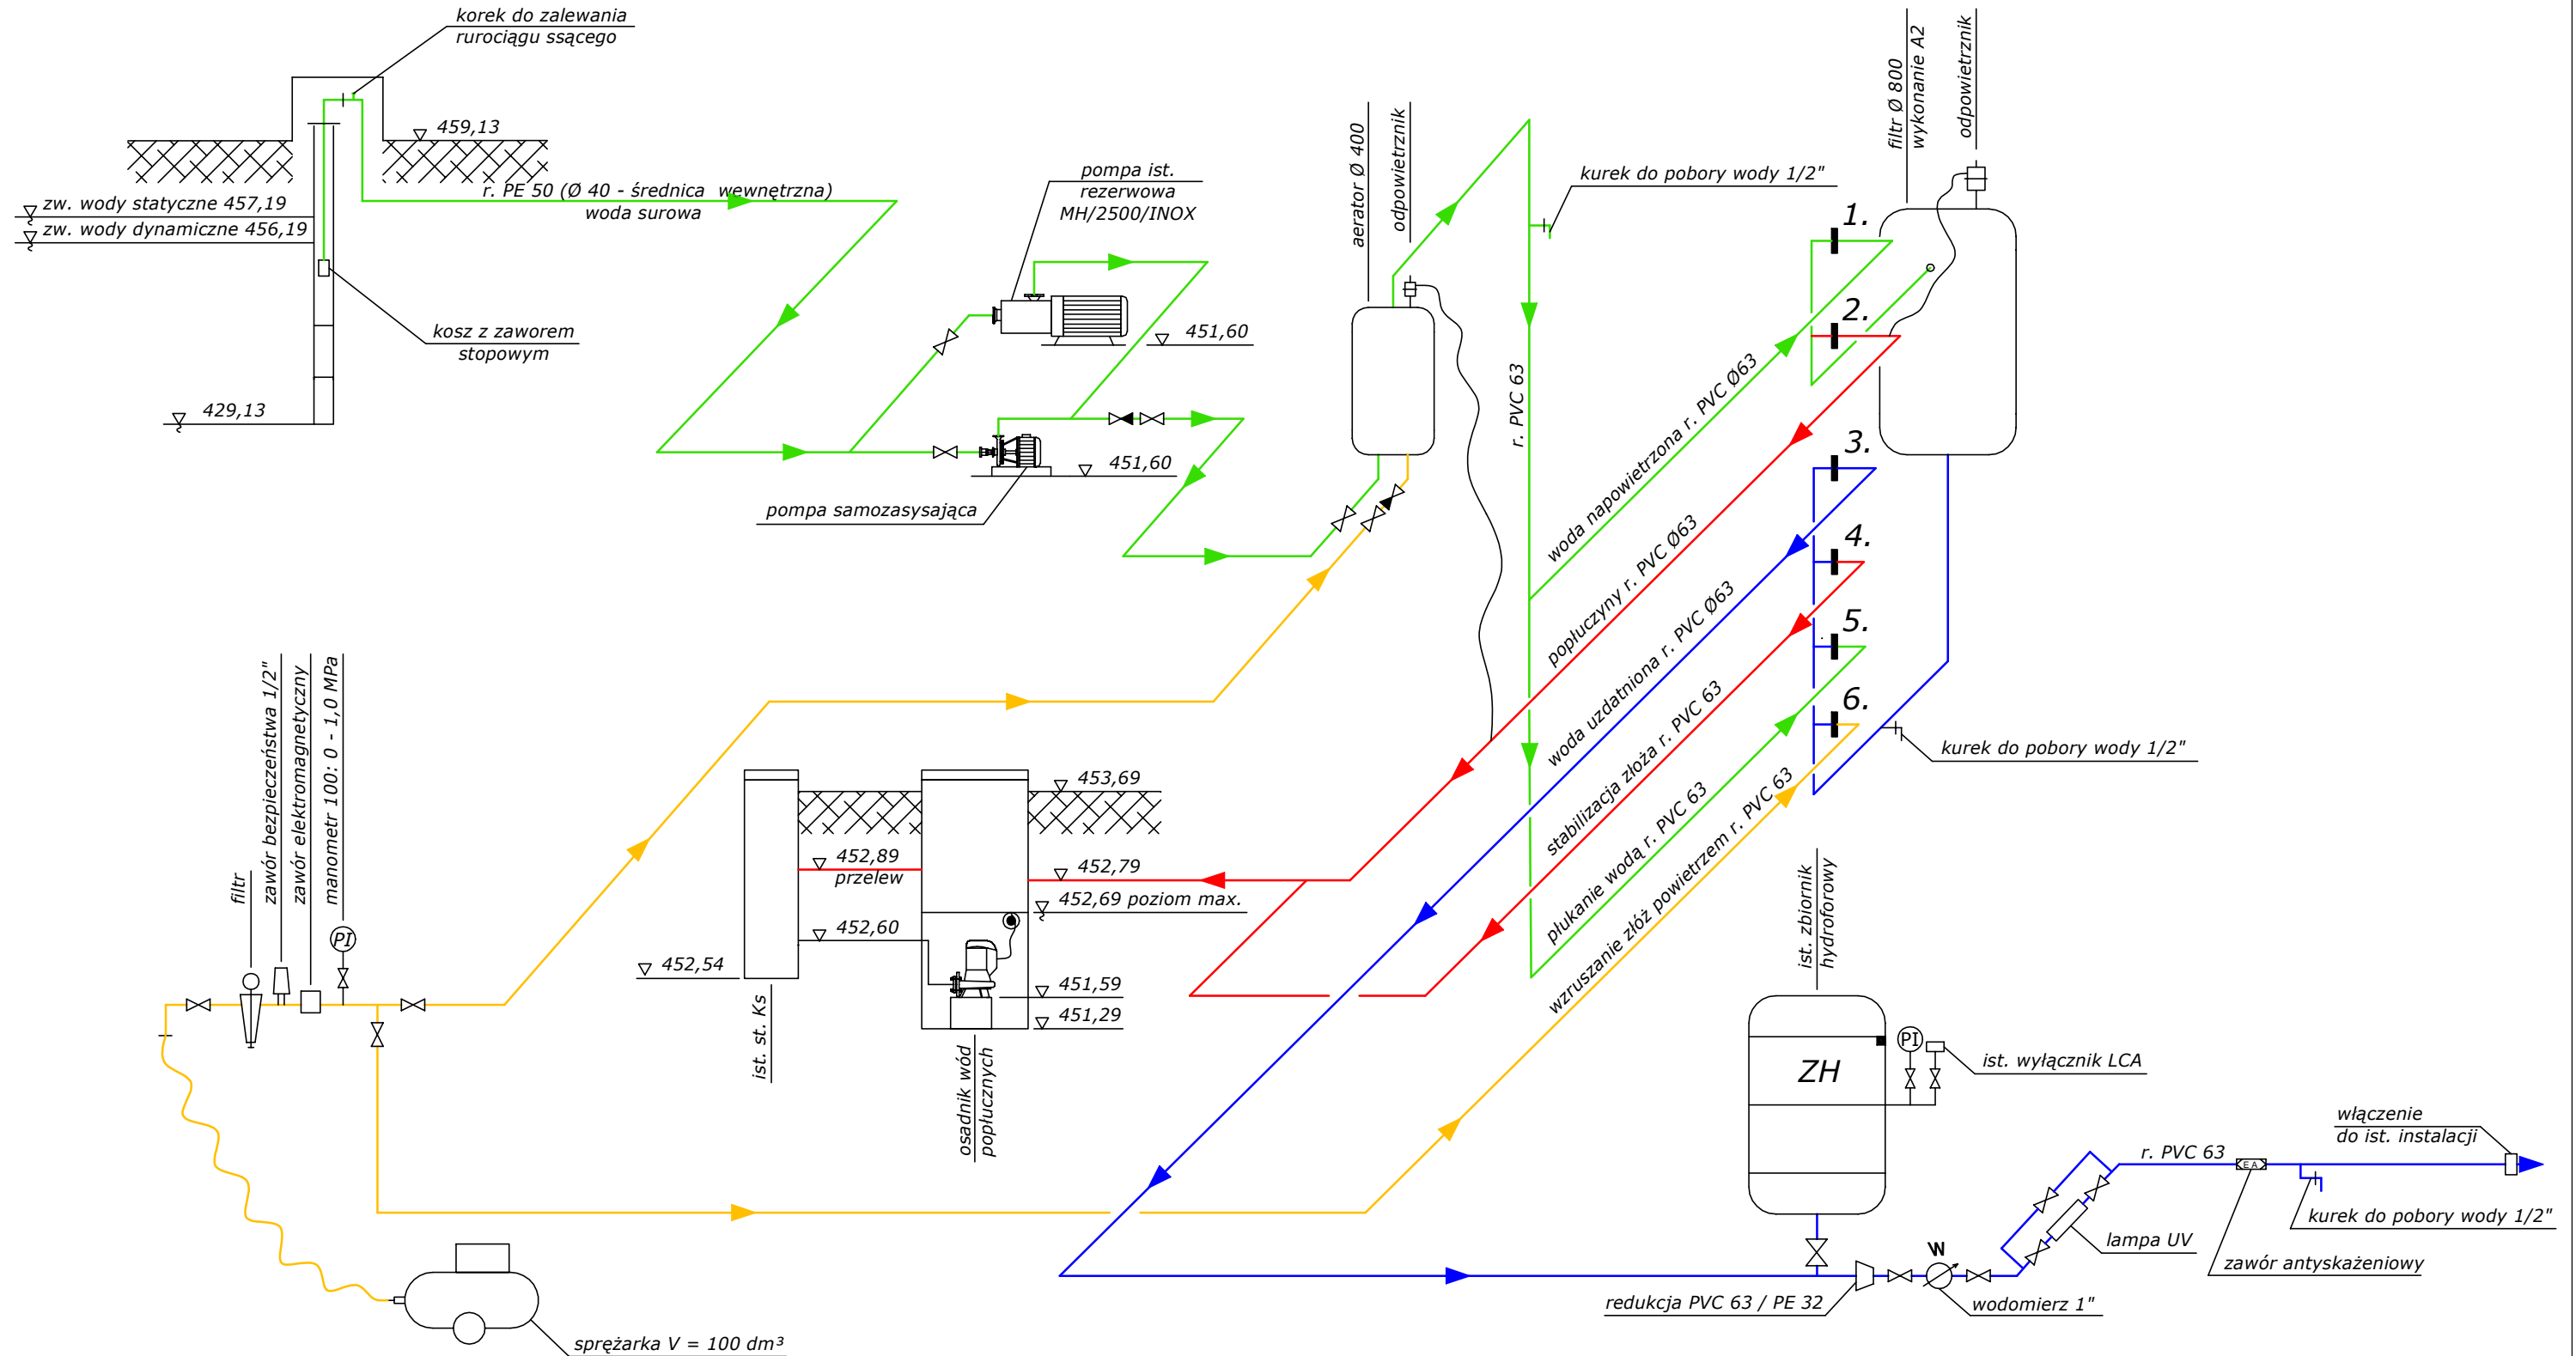 korek do zalewania
rurociągu ssącego
459,13
zw. wody statyczne 457,19
zw. wody dynamiczne 456,19
r. PE 50 (Ø 40 - średnica wewnętrzna)
woda surowa
kosz z zaworem
stopowym
429,13
pompa ist.
rezerwowa
MH/2500/INOX
451,60
451,60
pompa samozasysająca
aerator Ø 400
odpowietrznik
kurek do pobory wody 1/2"
r. PVC 63
filtr Ø 800
wykonanie A2
odpowietrznik
1.
2.
3.
4.
5.
6.
woda napowietrzona r. PVC Ø63
popłuczyny r. PVC Ø63
woda uzdatniona r. PVC Ø63
stabilizacja złoża r. PVC 63
płukanie wodą r. PVC 63
wzruszanie złóż powietrzem r. PVC 63
kurek do pobory wody 1/2"
filtr
zawór bezpieczeństwa 1/2"
zawór elektromagnetyczny
manometr 100: 0 - 1,0 MPa
PI
453,69
452,89
przelew
452,79
452,69 poziom max.
452,60
452,54
451,59
451,29
ist. st. Ks
osadnik wód
popłucznych
sprężarka V = 100 dm³
ist. zbiornik
hydroforowy
ZH
PI
ist. wyłącznik LCA
redukcja PVC 63 / PE 32
W
wodomierz 1"
lampa UV
r. PVC 63
EA
zawór antyskażeniowy
kurek do pobory wody 1/2"
włączenie
do ist. instalacji